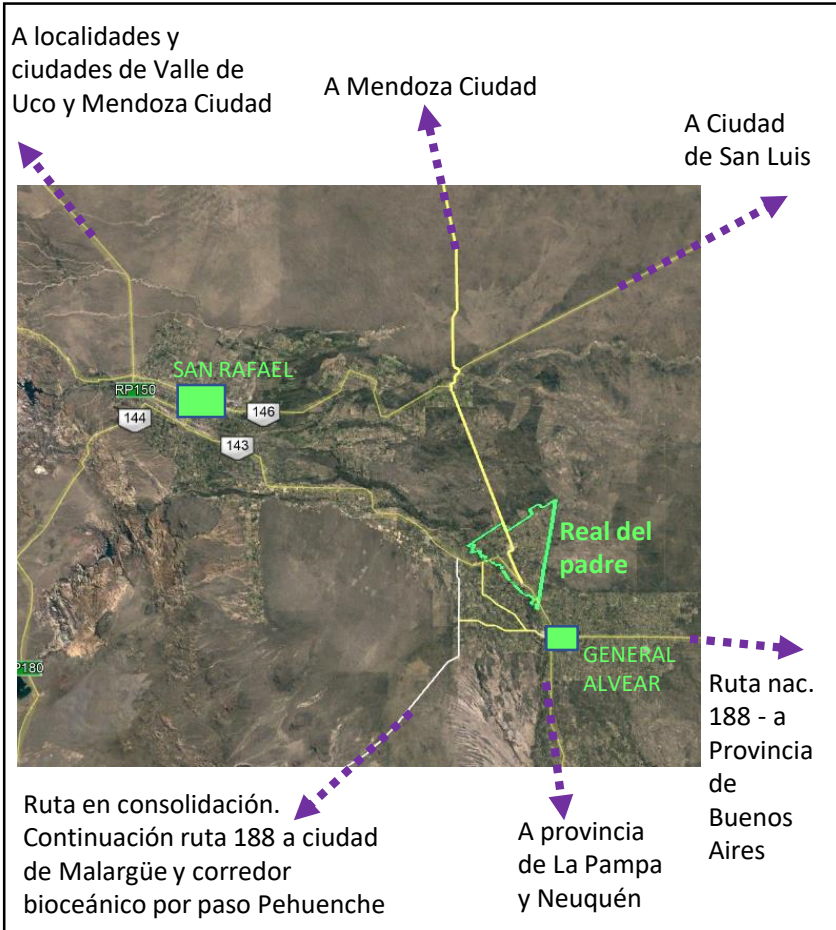 A localidades y
ciudades de Valle de
Uco y Mendoza Ciudad
A Mendoza Ciudad
A Ciudad
de San Luis
SAN RAFAEL
RP150
144
146
143
Real del
padre
P180
GENERAL
ALVEAR
Ruta nac.
188 - a
Provincia
de
Buenos
Aires
Ruta en consolidación.
Continuación ruta 188 a ciudad
de Malargüe y corredor
bioceánico por paso Pehuenche
A provincia
de La Pampa
y Neuquén